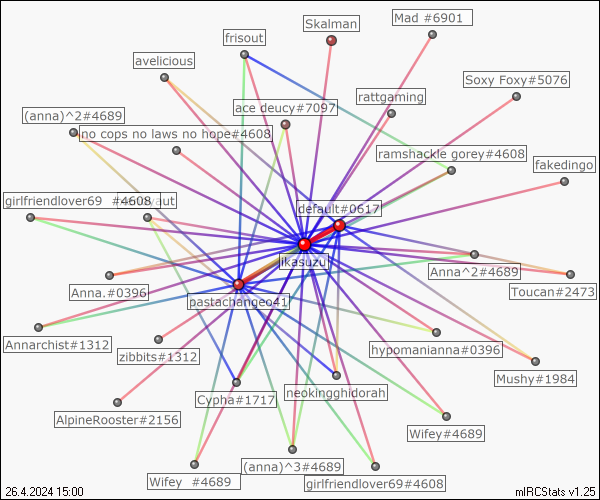 Skalman
Mad #6901
frisout
avelicious
Soxy Foxy#5076
rattgaming
ace deucy#7097
(anna)^2#4689
no cops no laws no hope#4608
ramshackle gorey#4608
fakedingo
girlfriendlover69 #4608
aut
default#0617
ikasuzu
Anna^2#4689
Anna.#0396
Toucan#2473
pastachangeo41
Annarchist#1312
zibbits#1312
hypomanianna#0396
Mushy#1984
Cypha#1717
neokingghidorah
AlpineRooster#2156
Wifey#4689
(anna)^3#4689
Wifey #4689
girlfriendlover69#4608
26.4.2024 15:00
mIRCStats v1.25